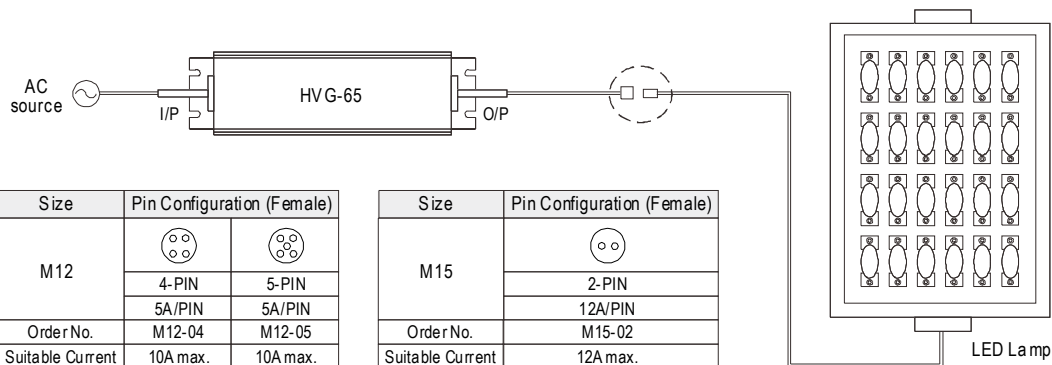 AC
source
I/P
HVG-65
O/P
LED Lamp
Size Pin Configuration (Female)
M12
4-PIN 5-PIN
5A/PIN 5A/PIN
Order No. M12-04 M12-05
Suitable Current 10A max. 10A max.
Size Pin Configuration (Female)
M15
2-PIN
12A/PIN
Order No. M15-02
Suitable Current 12A max.